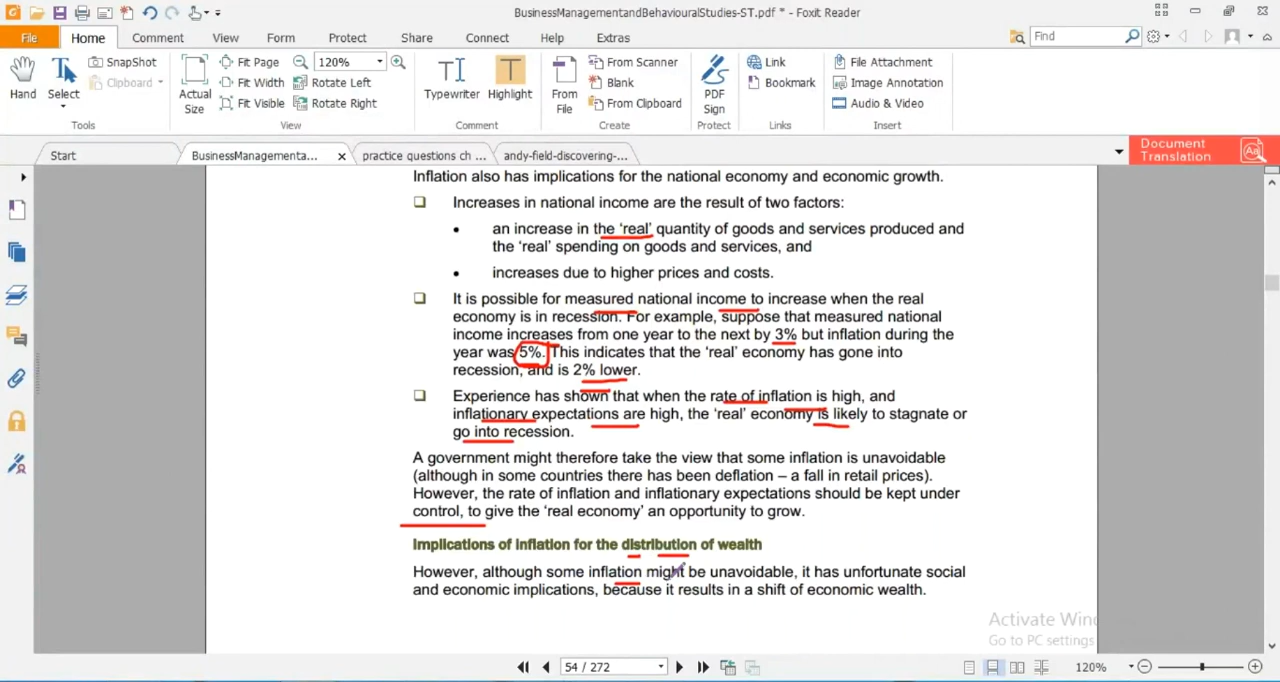 BusinessManagementandBehaviouralStudies-ST.pdf * - Foxit Reader
File Home Comment View Form Protect Share Connect Help Extras Find
Hand
Select
SnapShot
Clipboard
Actual
Size
Fit Page
Fit Width
Fit Visible
120%
Rotate Left
Rotate Right
Typewriter
Highlight
From
File
From Scanner
Blank
From Clipboard
PDF
Sign
Link
Bookmark
File Attachment
Image Annotation
Audio & Video
Tools View Comment Create Protect Links Insert
Start BusinessManagementa... practice questions ch ... andy-field-discovering-...
Document
Translation
Inflation also has implications for the national economy and economic growth.
Increases in national income are the result of two factors:
• an increase in the ‘real’ quantity of goods and services produced and
the ‘real’ spending on goods and services, and
• increases due to higher prices and costs.
It is possible for measured national income to increase when the real
economy is in recession. For example, suppose that measured national
income increases from one year to the next by 3% but inflation during the
year was 5%. This indicates that the ‘real’ economy has gone into
recession, and is 2% lower.
Experience has shown that when the rate of inflation is high, and
inflationary expectations are high, the ‘real’ economy is likely to stagnate or
go into recession.
A government might therefore take the view that some inflation is unavoidable
(although in some countries there has been deflation – a fall in retail prices).
However, the rate of inflation and inflationary expectations should be kept under
control, to give the ‘real economy’ an opportunity to grow.
Implications of inflation for the distribution of wealth
However, although some inflation might be unavoidable, it has unfortunate social
and economic implications, because it results in a shift of economic wealth.
Activate Win
Go to PC settings
54 / 272
120%